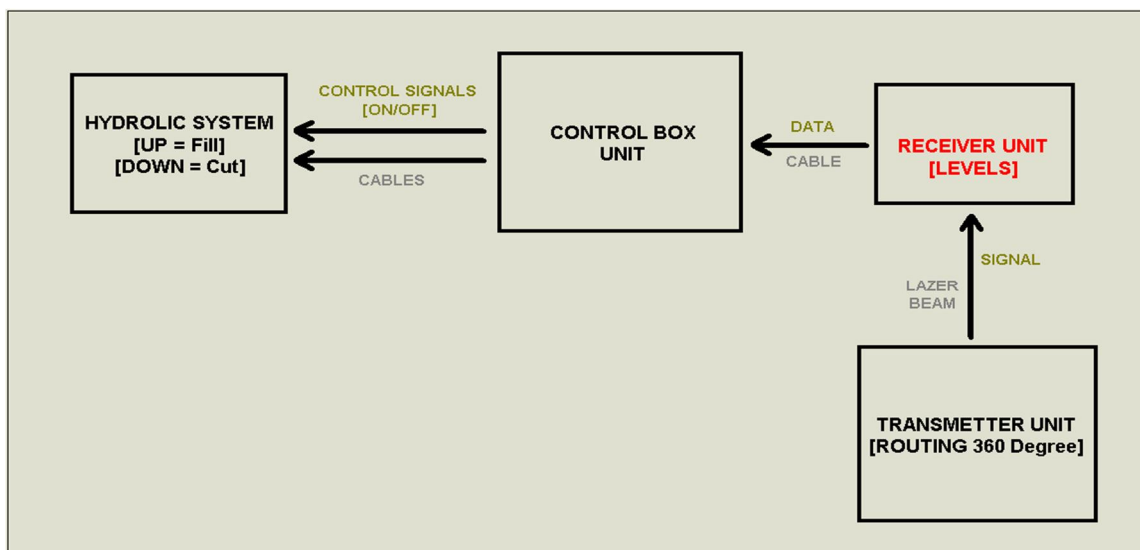 HYDROLIC SYSTEM
[UP = Fill]
[DOWN = Cut]
CONTROL SIGNALS
[ON/OFF]
CABLES
CONTROL BOX
UNIT
DATA
CABLE
RECEIVER UNIT
[LEVELS]
SIGNAL
LAZER
BEAM
TRANSMETTER UNIT
[ROUTING 360 Degree]